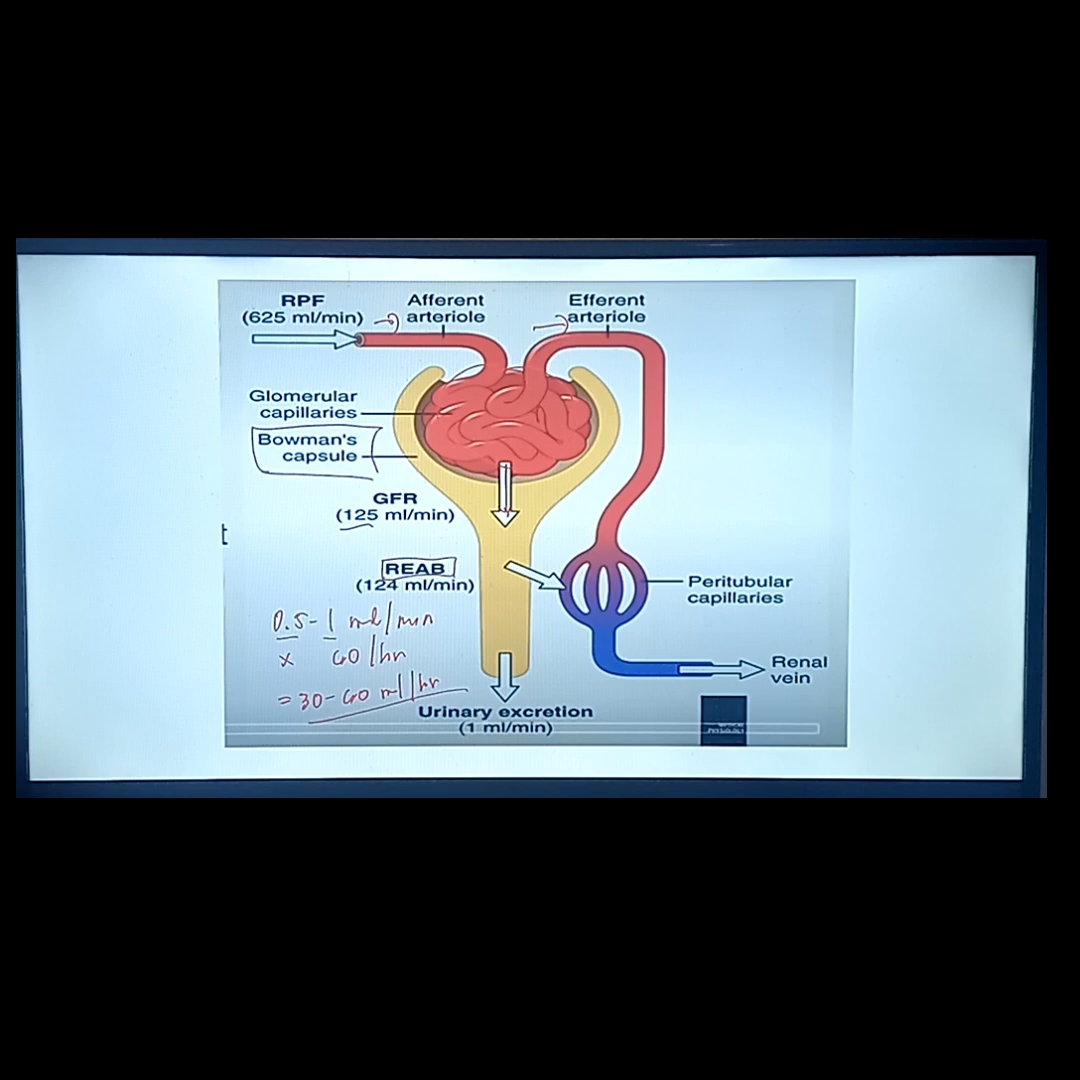 RPF
(625 ml/min)
Afferent
arteriole
Efferent
arteriole
Glomerular
capillaries
Bowman's
capsule
GFR
(125 ml/min)
t
REAB
(124 ml/min)
Peritubular
capillaries
0.5-1 ml/min
x 60/hr
= 30-60 ml/hr
Renal
vein
Urinary excretion
(1 ml/min)
MEDICAL
PHYSIOLOGY